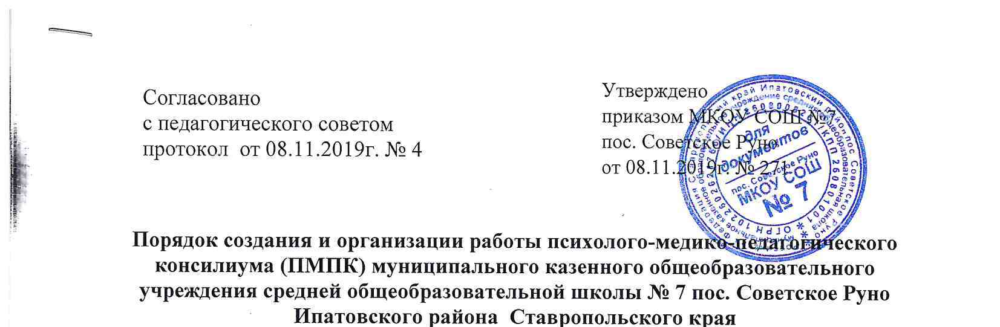 Согласовано
с педагогического советом
протокол от 08.11.2019г. № 4
Утверждено
приказом МКОУ СОШ №7
пос. Советское Руно
от 08.11.2019г. № 271
для
документов
пос. Советское Руно
МКОУ СОШ
№ 7
Порядок создания и организации работы психолого-медико-педагогического
консилиума (ПМПК) муниципального казенного общеобразовательного
учреждения средней общеобразовательной школы № 7 пос. Советское Руно
Ипатовского района Ставропольского края